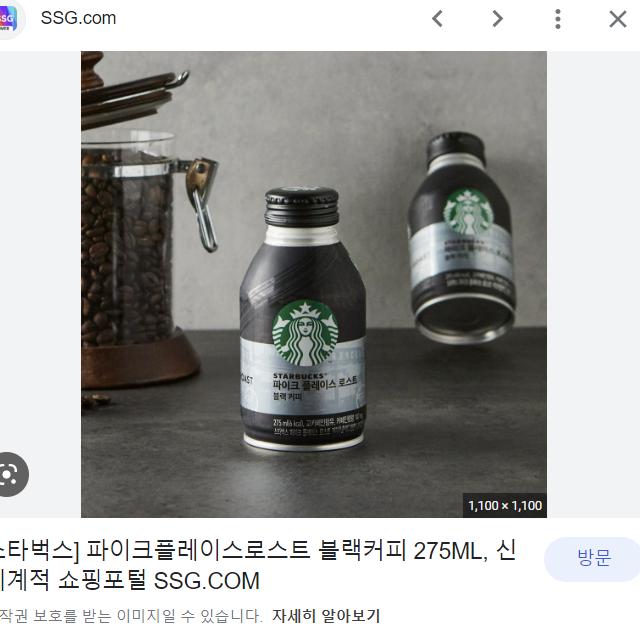 SSG.com
STARBUCKS
파이크 플레이스 로스트
블랙 커피
1,100 × 1,100
스타벅스] 파이크플레이스로스트 블랙커피 275ML, 신
세계적 쇼핑포털 SSG.COM
방문
저작권 보호를 받는 이미지일 수 있습니다. 자세히 알아보기